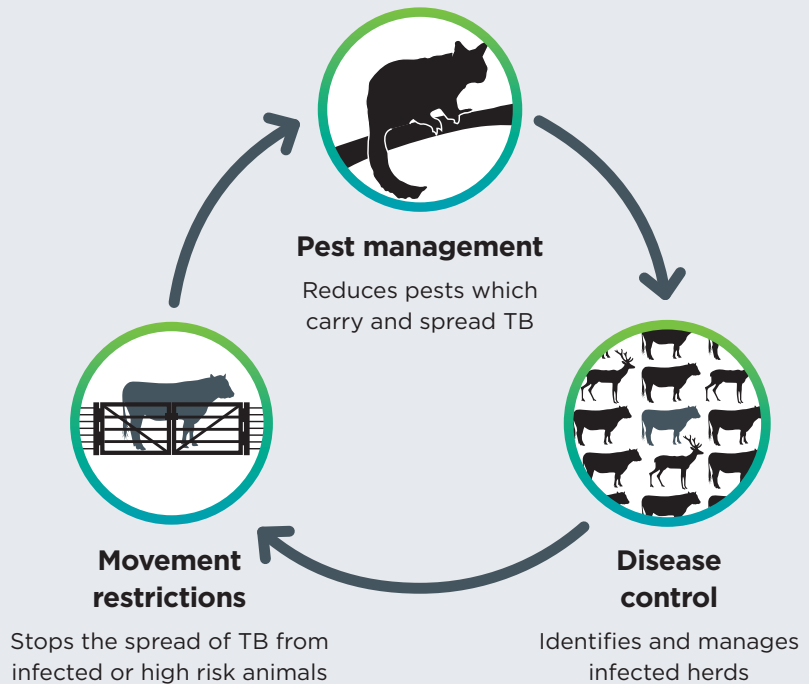 Pest management
Reduces pests which
carry and spread TB
Movement
restrictions
Stops the spread of TB from
infected or high risk animals
Disease
control
Identifies and manages
infected herds